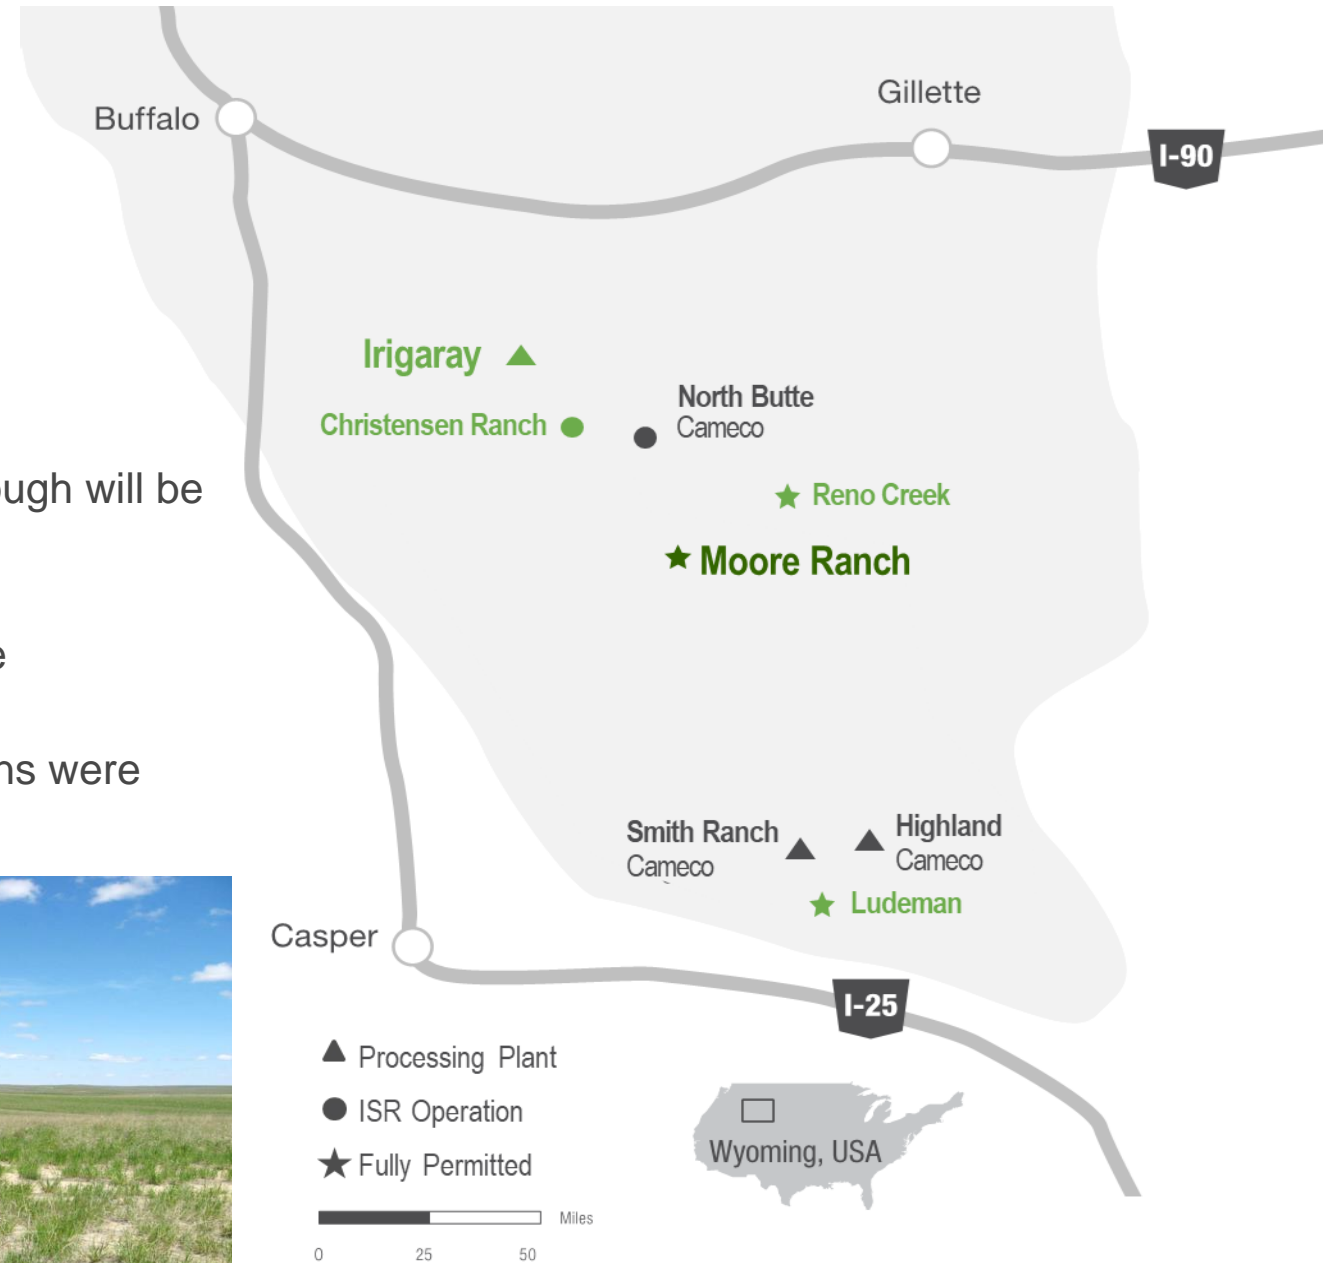 Buffalo
Gillette
I-90
Irigaray
Christensen Ranch
North Butte
Cameco
ough will be
Reno Creek
Moore Ranch
e
ns were
Smith Ranch
Cameco
Highland
Cameco
Ludeman
Casper
I-25
Processing Plant
ISR Operation
Fully Permitted
Wyoming, USA
Miles
0 25 50